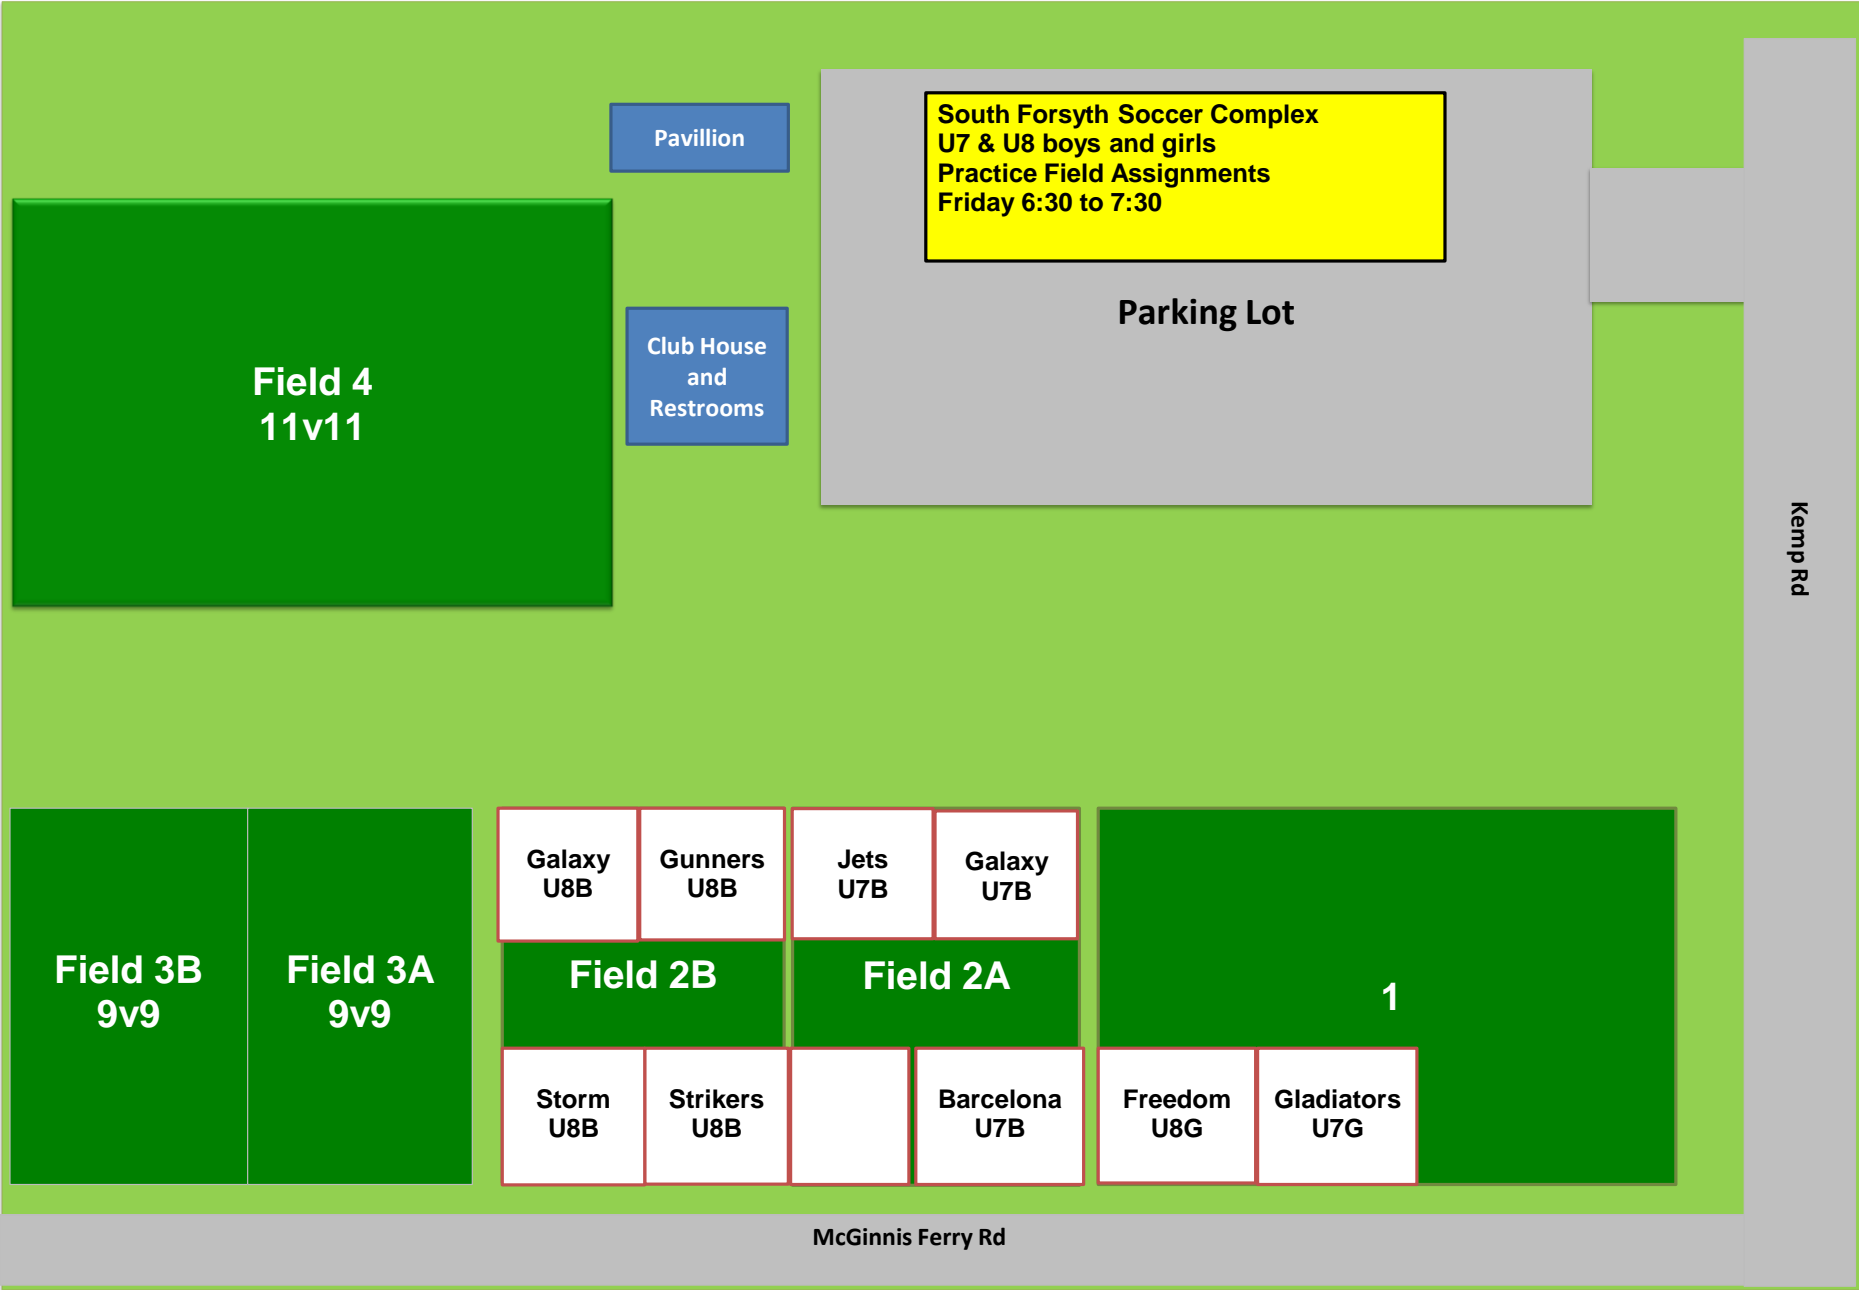 South Forsyth Soccer Complex
U7 & U8 boys and girls
Practice Field Assignments
Friday 6:30 to 7:30
Pavillion
Parking Lot
Club House
and
Restrooms
Field 4
11v11
Kemp Rd
Galaxy
U8B
Gunners
U8B
Jets
U7B
Galaxy
U7B
Field 3B
9v9
Field 3A
9v9
Field 2B
Field 2A
1
Storm
U8B
Strikers
U8B
Barcelona
U7B
Freedom
U8G
Gladiators
U7G
McGinnis Ferry Rd